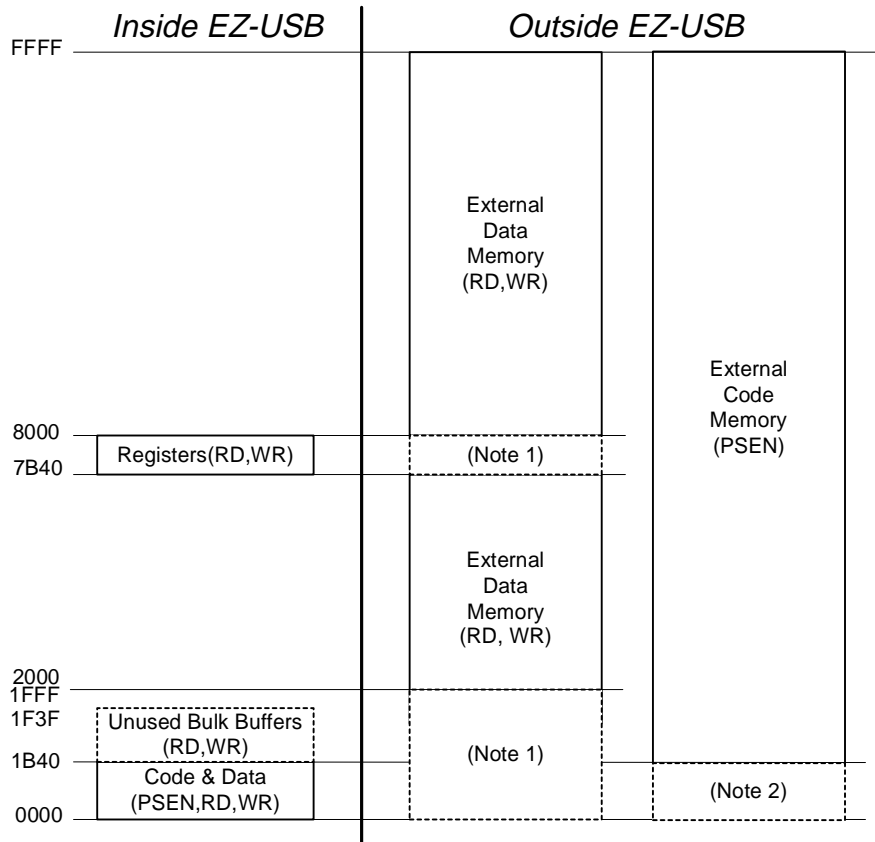 Inside EZ-USB
Outside EZ-USB
FFFF
External
Data
Memory
(RD,WR)
External
Code
Memory
(PSEN)
8000
Registers(RD,WR)
(Note 1)
7B40
External
Data
Memory
(RD, WR)
2000
1FFF
1F3F
Unused Bulk Buffers
(RD,WR)
(Note 1)
1B40
Code & Data
(PSEN,RD,WR)
(Note 2)
0000